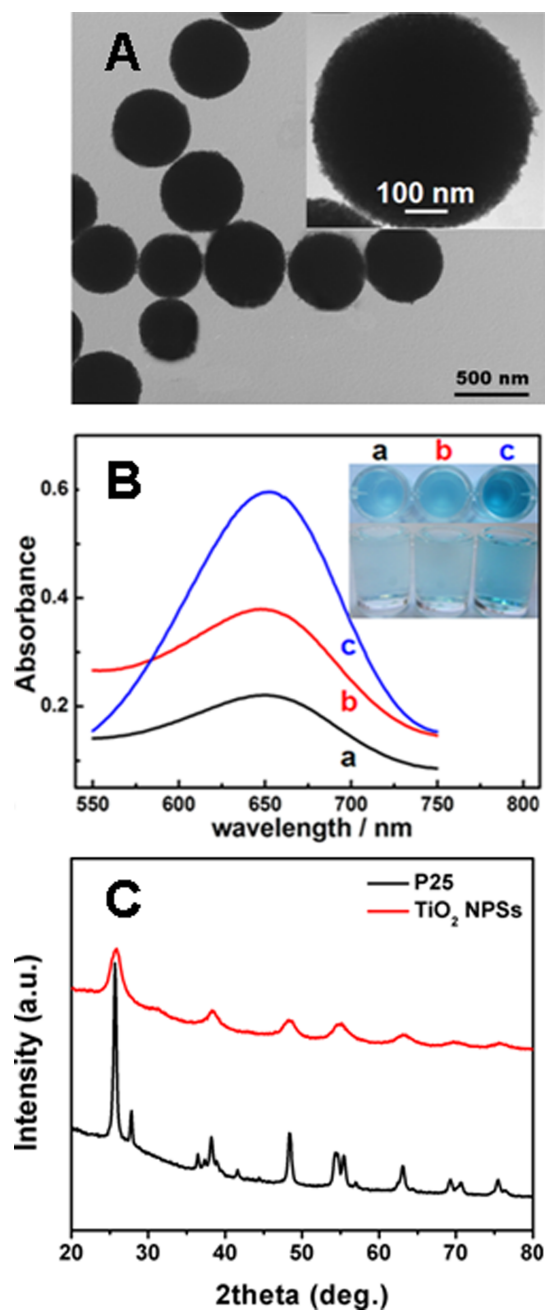 A
100 nm
500 nm
B
a b c
0.6
0.4
0.2
Absorbance
c
b
a
550 600 650 700 750 800
wavelength / nm
C
P25
TiO₂ NPSs
Intensity (a.u.)
20 30 40 50 60 70 80
2theta (deg.)